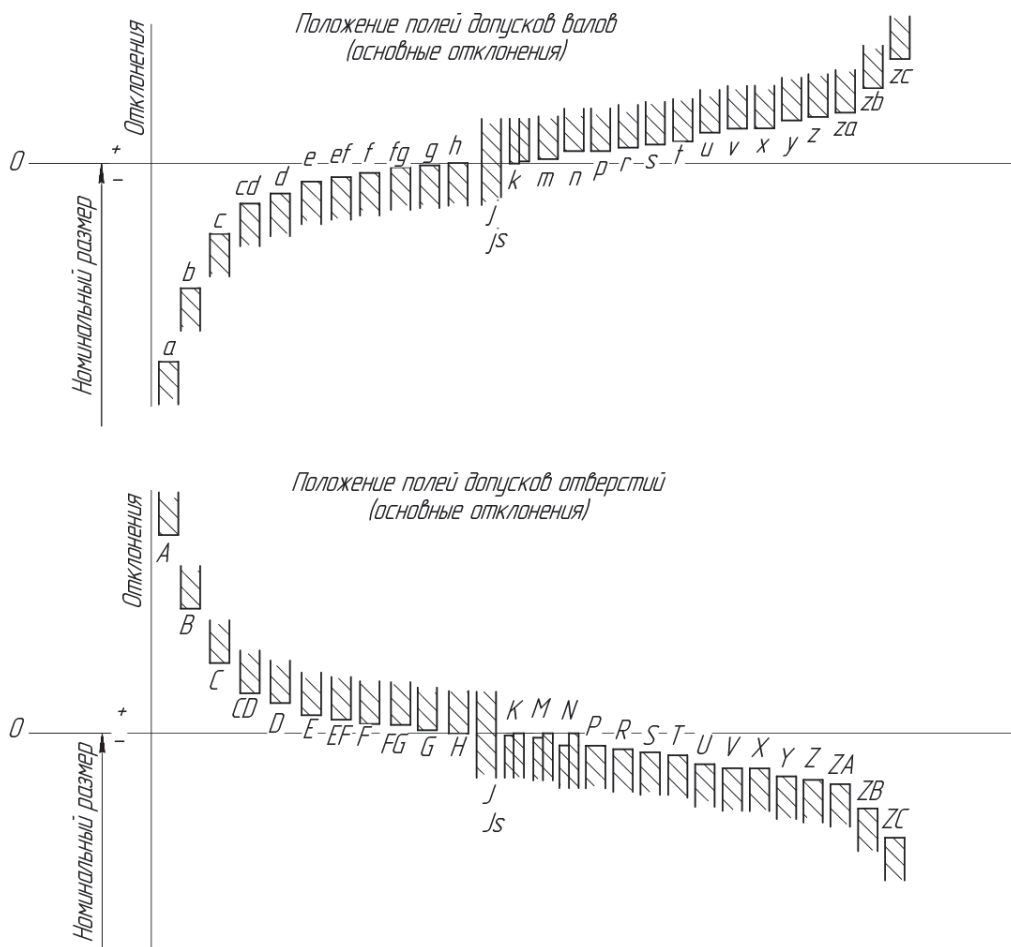 Положение полей допусков валов
(основные отклонения)
Отклонения
0
+
−
Номинальный размер
a
b
c
cd
d
e
ef
f
fg
g
h
j
js
k
m
n
p
r
s
t
u
v
x
y
z
za
zb
zc
Положение полей допусков отверстий
(основные отклонения)
Отклонения
0
+
−
Номинальный размер
A
B
C
CD
D
E
EF
F
FG
G
H
J
Js
K
M
N
P
R
S
T
U
V
X
Y
Z
ZA
ZB
ZC